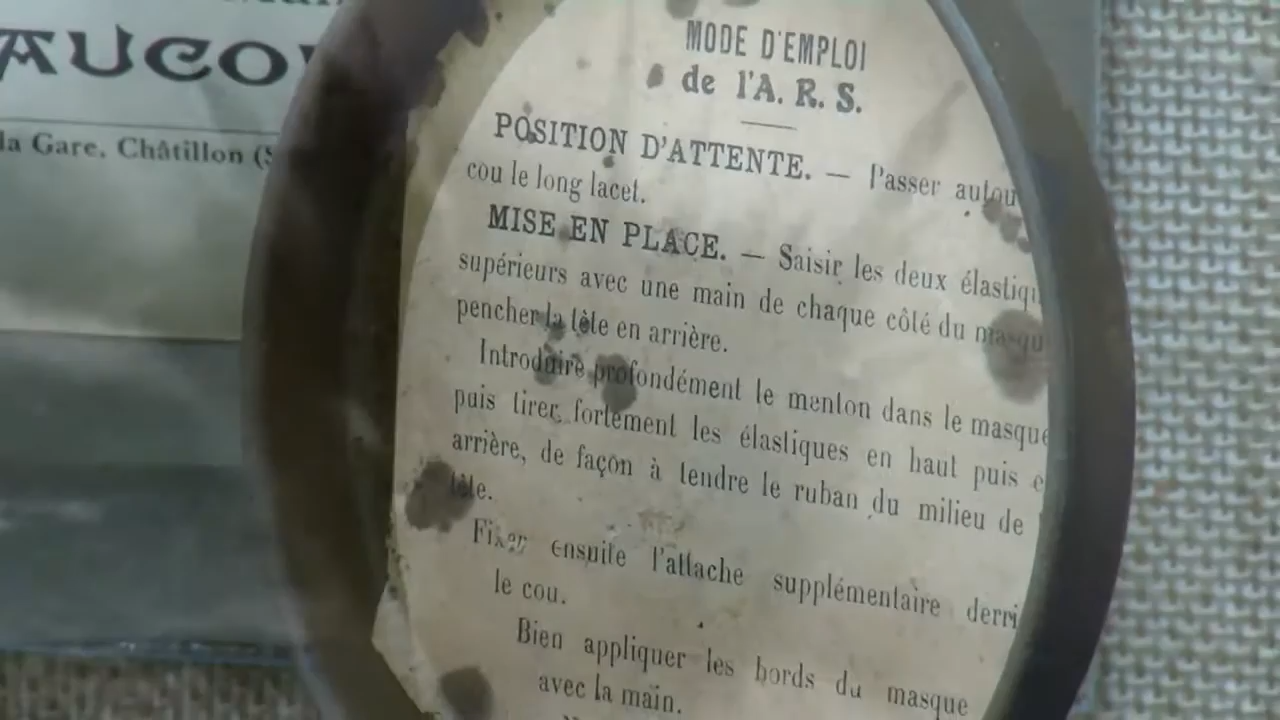 AUCO
la Gare, Châtillon (S
MODE D'EMPLOI
de l'A. R. S.
POSITION D'ATTENTE. — Passer autou
cou le long lacet.
MISE EN PLACE. — Saisir les deux élastiqu
supérieurs avec une main de chaque côté du masqu
pencher la tête en arrière.
Introduire profondément le menton dans le masque
puis tirer fortement les élastiques en haut puis e
arrière, de façon à tendre le ruban du milieu de
tête.
Fixer ensuite l'attache supplémentaire derri
le cou.
Bien appliquer les bords du masque
avec la main.